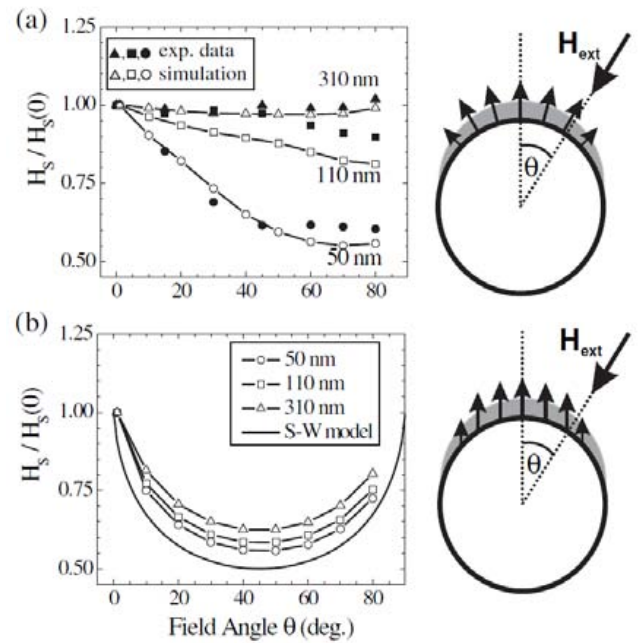 (a)
1.25
1.00
0.75
0.50
H_S / H_S(0)
▲,■,● exp. data
△,□,○ simulation
310 nm
110 nm
50 nm
0 20 40 60 80
H_ext
θ
(b)
1.25
1.00
0.75
0.50
H_S / H_S(0)
50 nm
110 nm
310 nm
S-W model
0 20 40 60 80
Field Angle θ (deg.)
H_ext
θ